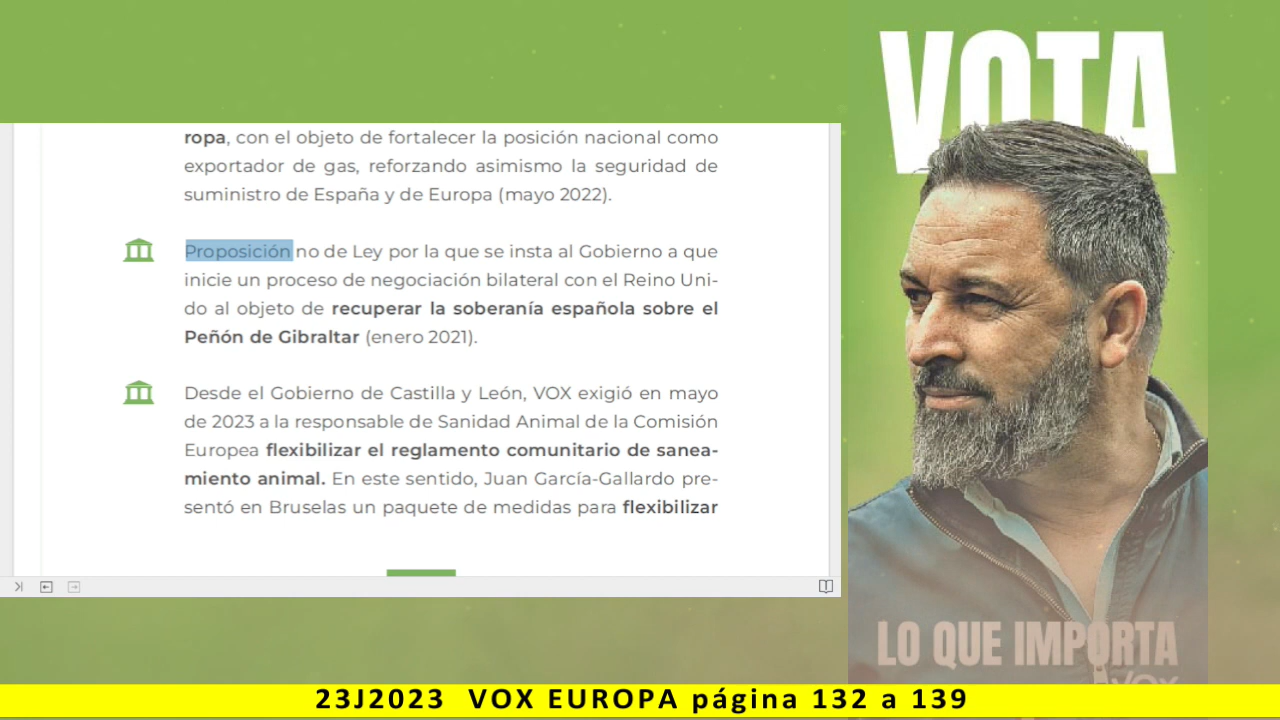 VOTA
ropa, con el objeto de fortalecer la posición nacional como
exportador de gas, reforzando asimismo la seguridad de
suministro de España y de Europa (mayo 2022).
Proposición no de Ley por la que se insta al Gobierno a que
inicie un proceso de negociación bilateral con el Reino Uni-
do al objeto de recuperar la soberanía española sobre el
Peñón de Gibraltar (enero 2021).
Desde el Gobierno de Castilla y León, VOX exigió en mayo
de 2023 a la responsable de Sanidad Animal de la Comisión
Europea flexibilizar el reglamento comunitario de sanea-
miento animal. En este sentido, Juan García-Gallardo pre-
sentó en Bruselas un paquete de medidas para flexibilizar
LO QUE IMPORTA
VOX
23J2023 VOX EUROPA página 132 a 139